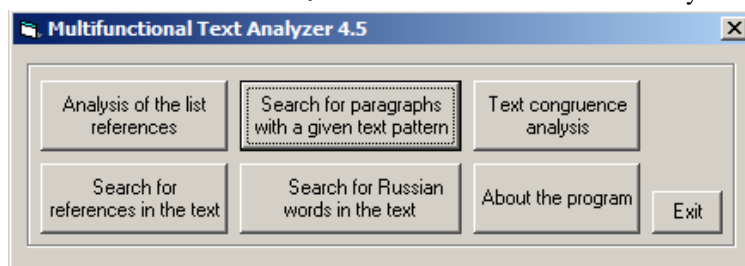 Multifunctional Text Analyzer 4.5
Analysis of the list
references
Search for paragraphs
with a given text pattern
Text congruence
analysis
Search for
references in the text
Search for Russian
words in the text
About the program
Exit